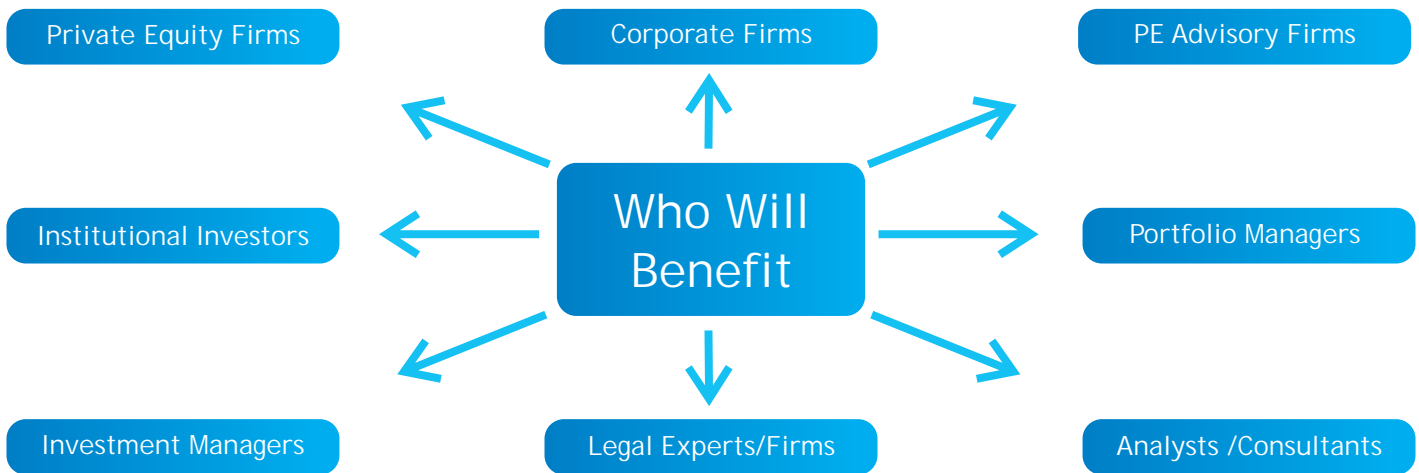 Private Equity Firms
Corporate Firms
PE Advisory Firms
Who Will
Benefit
Institutional Investors
Portfolio Managers
Investment Managers
Legal Experts/Firms
Analysts /Consultants